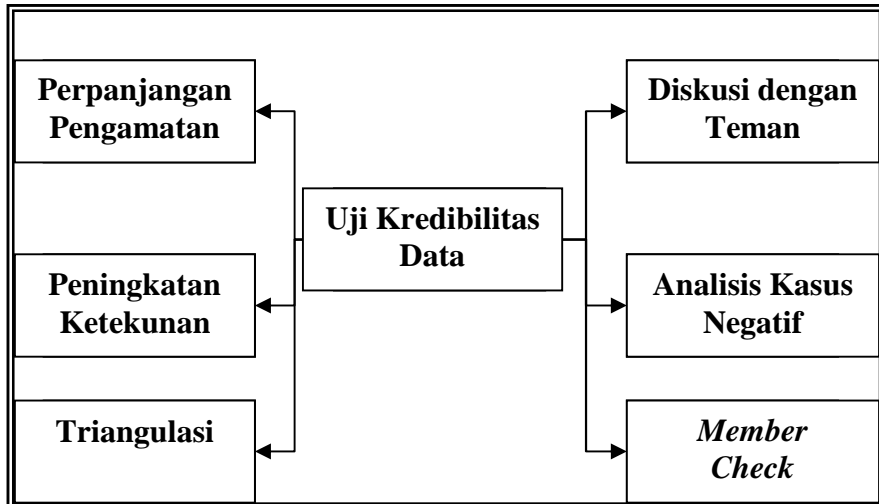 Perpanjangan
Pengamatan
Diskusi dengan
Teman
Uji Kredibilitas
Data
Peningkatan
Ketekunan
Analisis Kasus
Negatif
Triangulasi
Member
Check